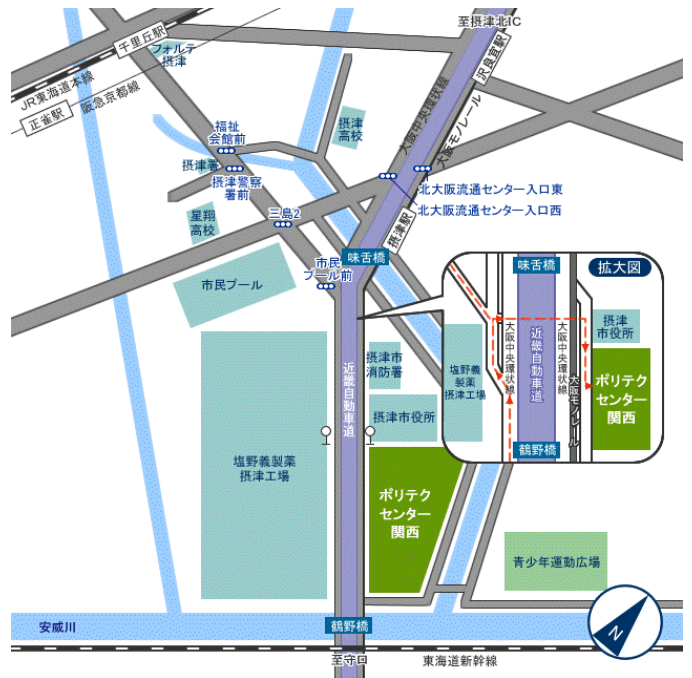 至摂津北IC
千里丘駅
フォルテ
摂津
JR東海道本線
正雀駅
阪急京都線
沢良宜駅
大阪中央環状線
大阪モノレール
摂津
高校
福祉
会館前
摂津署
摂津警察
署前
北大阪流通センター入口東
北大阪流通センター入口西
星翔
高校
三島2
摂津駅
味舌橋
市民
プール前
市民プール
味舌橋
拡大図
摂津
市役所
大阪中央環状線
近畿自動車道
大阪中央環状線
大阪モノレール
ポリテク
センター
関西
鶴野橋
近畿自動車道
摂津市
消防署
塩野義
製薬
摂津工場
摂津市役所
塩野義製薬
摂津工場
ポリテク
センター
関西
青少年運動広場
安威川
鶴野橋
N
至守口
東海道新幹線